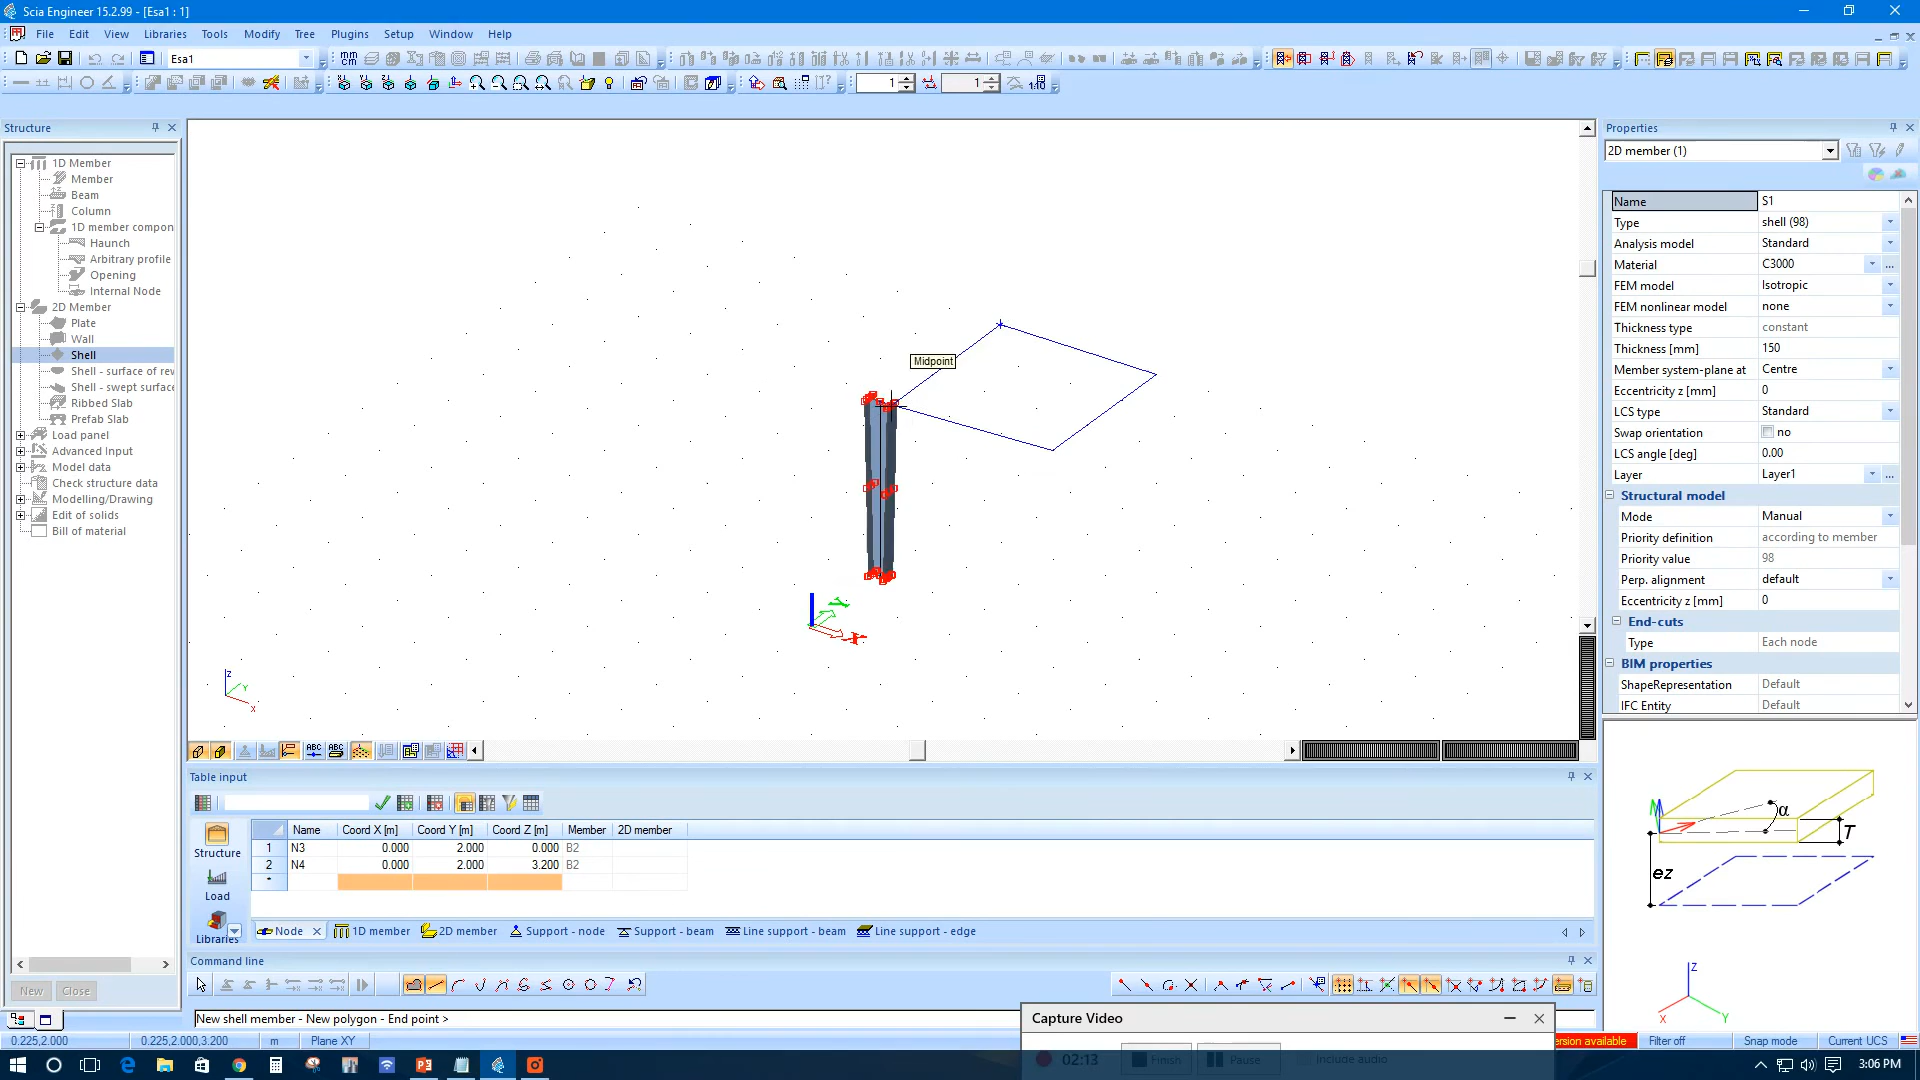 Scia Engineer 15.2.99 - [Esa1 : 1]
File Edit View Libraries Tools Modify Tree Plugins Setup Window Help
Esa1
1 1
Structure
1D Member
Member
Beam
Column
1D member compon
Haunch
Arbitrary profile
Opening
Internal Node
2D Member
Plate
Wall
Shell
Shell - surface of rev
Shell - swept surface
Ribbed Slab
Prefab Slab
Load panel
Advanced Input
Model data
Check structure data
Modelling/Drawing
Edit of solids
Bill of material
New Close
Midpoint
Y
X
Z
Y
X
Properties
2D member (1)
Name S1
Type shell (98)
Analysis model Standard
Material C3000
FEM model Isotropic
FEM nonlinear model none
Thickness type constant
Thickness [mm] 150
Member system-plane at Centre
Eccentricity z [mm] 0
LCS type Standard
Swap orientation no
LCS angle [deg] 0.00
Layer Layer1
Structural model
Mode Manual
Priority definition according to member
Priority value 98
Perp. alignment default
Eccentricity z [mm] 0
End-cuts
Type Each node
BIM properties
ShapeRepresentation Default
IFC Entity Default
α
T
ez
Z
X Y
Table input
Structure
Load
Libraries
Name Coord X [m] Coord Y [m] Coord Z [m] Member 2D member
1 N3 0.000 2.000 0.000 B2
2 N4 0.000 2.000 3.200 B2
*
Node 1D member 2D member Support - node Support - beam Line support - beam Line support - edge
Command line
New shell member - New polygon - End point >
Capture Video
02:13 Finish Pause Include audio
0.225,2.000 0.225,2.000,3.200 m Plane XY
ersion available Filter off Snap mode Current UCS
3:06 PM